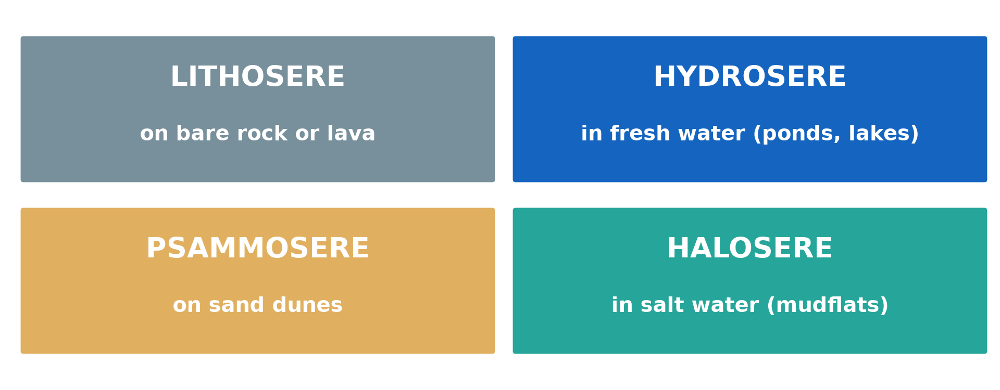 LITHOSERE
on bare rock or lava
HYDROSERE
in fresh water (ponds, lakes)
PSAMMOSERE
on sand dunes
HALOSERE
in salt water (mudflats)